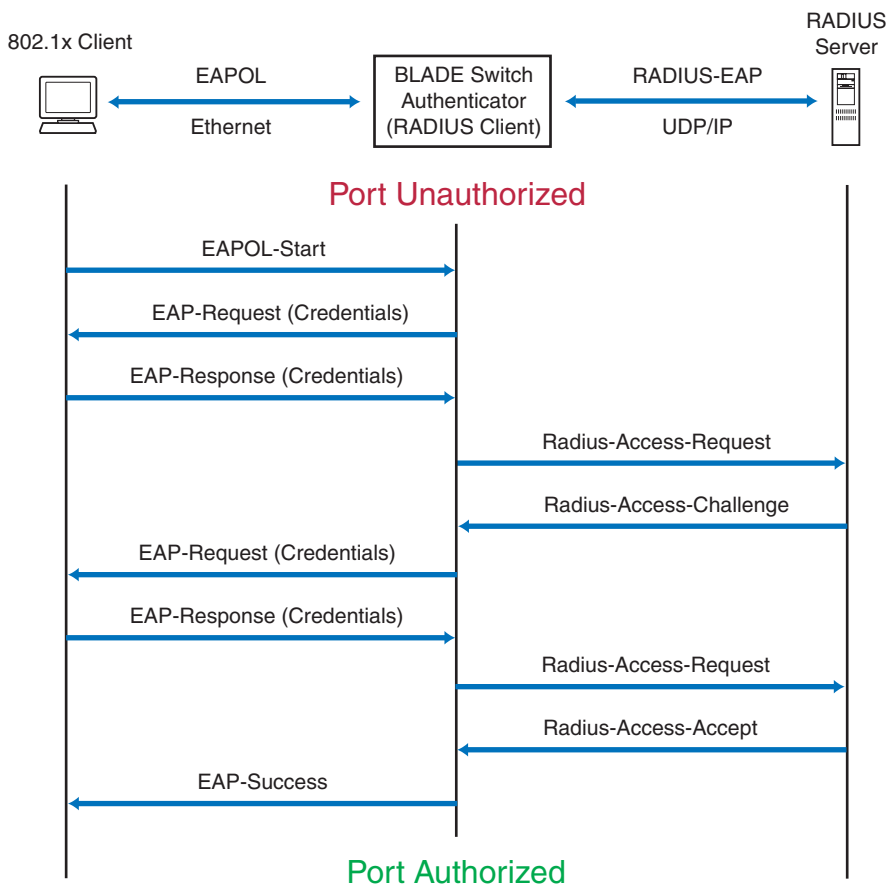 802.1x Client
EAPOL
Ethernet
BLADE Switch
Authenticator
(RADIUS Client)
RADIUS-EAP
UDP/IP
RADIUS
Server
Port Unauthorized
EAPOL-Start
EAP-Request (Credentials)
EAP-Response (Credentials)
Radius-Access-Request
Radius-Access-Challenge
EAP-Request (Credentials)
EAP-Response (Credentials)
Radius-Access-Request
Radius-Access-Accept
EAP-Success
Port Authorized